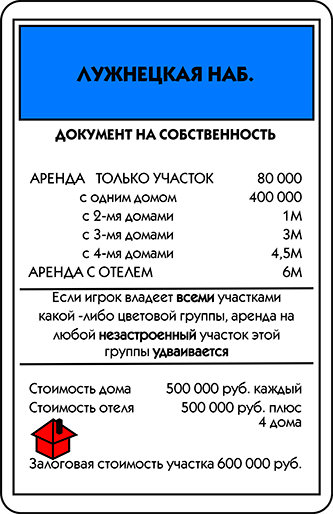 ЛУЖНЕЦКАЯ НАБ.
ДОКУМЕНТ НА СОБСТВЕННОСТЬ
АРЕНДА ТОЛЬКО УЧАСТОК 80 000
с одним домом 400 000
с 2-мя домами 1М
с 3-мя домами 3М
с 4-мя домами 4,5М
АРЕНДА С ОТЕЛЕМ 6М
Если игрок владеет всеми участками
какой -либо цветовой группы, аренда на
любой незастроенный участок этой
группы удваивается
Стоимость дома 500 000 руб. каждый
Стоимость отеля 500 000 руб. плюс
4 дома
Залоговая стоимость участка 600 000 руб.